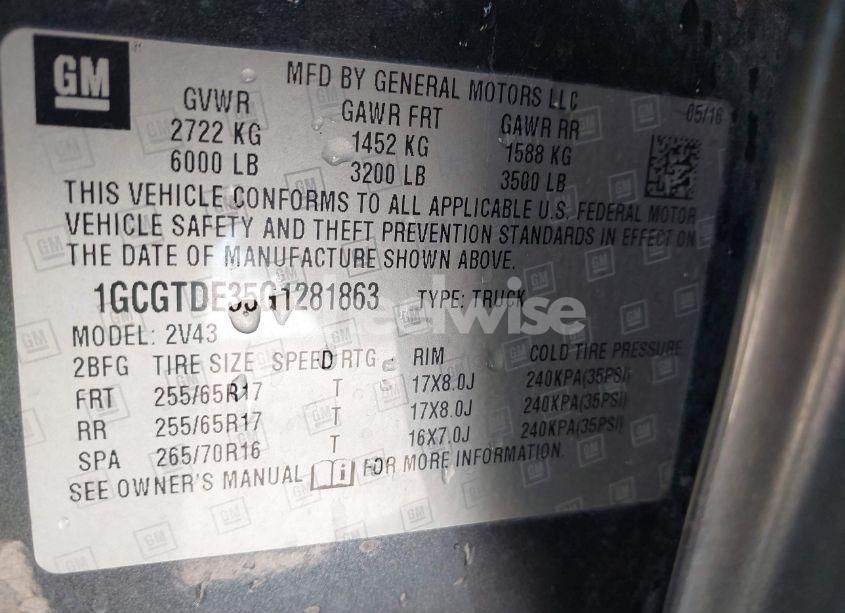 GM
MFD BY GENERAL MOTORS LLC
05/16
GVWR GAWR FRT GAWR RR
2722 KG 1452 KG 1588 KG
6000 LB 3200 LB 3500 LB
THIS VEHICLE CONFORMS TO ALL APPLICABLE U.S. FEDERAL MOTOR
VEHICLE SAFETY AND THEFT PREVENTION STANDARDS IN EFFECT ON
THE DATE OF MANUFACTURE SHOWN ABOVE.
1GCGTDE35G1281863 TYPE: TRUCK
MODEL: 2V43
2BFG TIRE SIZE SPEED RTG RIM COLD TIRE PRESSURE
FRT 255/65R17 T 17X8.0J 240KPA(35PSI)
RR 255/65R17 T 17X8.0J 240KPA(35PSI)
SPA 265/70R16 T 16X7.0J 240KPA(35PSI)
SEE OWNER'S MANUAL FOR MORE INFORMATION.